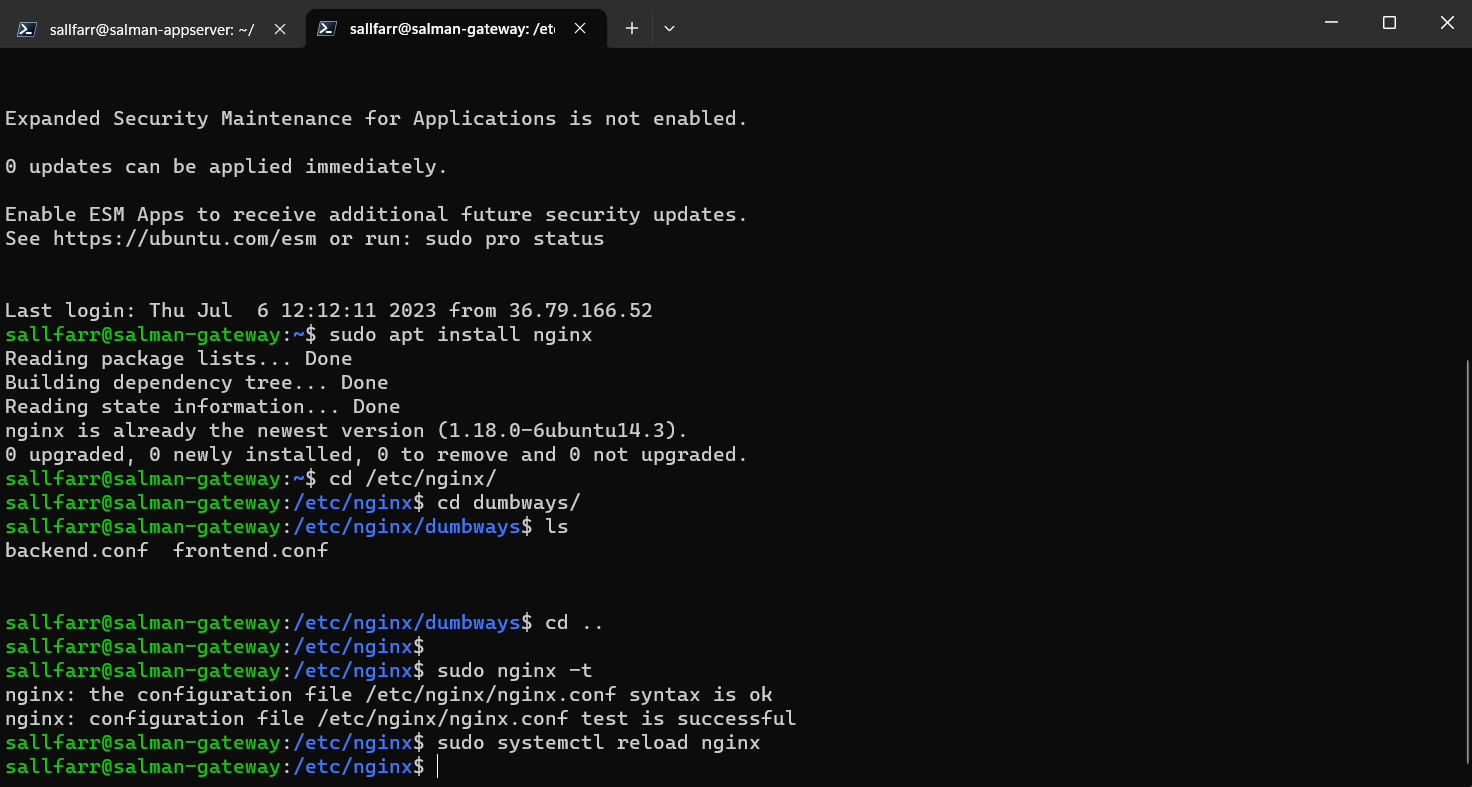 sallfarr@salman-appserver: ~/
sallfarr@salman-gateway: /etc
Expanded Security Maintenance for Applications is not enabled.
0 updates can be applied immediately.
Enable ESM Apps to receive additional future security updates.
See https://ubuntu.com/esm or run: sudo pro status
Last login: Thu Jul  6 12:12:11 2023 from 36.79.166.52
sallfarr@salman-gateway:~$ sudo apt install nginx
Reading package lists... Done
Building dependency tree... Done
Reading state information... Done
nginx is already the newest version (1.18.0-6ubuntu14.3).
0 upgraded, 0 newly installed, 0 to remove and 0 not upgraded.
sallfarr@salman-gateway:~$ cd /etc/nginx/
sallfarr@salman-gateway:/etc/nginx$ cd dumbways/
sallfarr@salman-gateway:/etc/nginx/dumbways$ ls
backend.conf  frontend.conf
sallfarr@salman-gateway:/etc/nginx/dumbways$ cd ..
sallfarr@salman-gateway:/etc/nginx$
sallfarr@salman-gateway:/etc/nginx$ sudo nginx -t
nginx: the configuration file /etc/nginx/nginx.conf syntax is ok
nginx: configuration file /etc/nginx/nginx.conf test is successful
sallfarr@salman-gateway:/etc/nginx$ sudo systemctl reload nginx
sallfarr@salman-gateway:/etc/nginx$